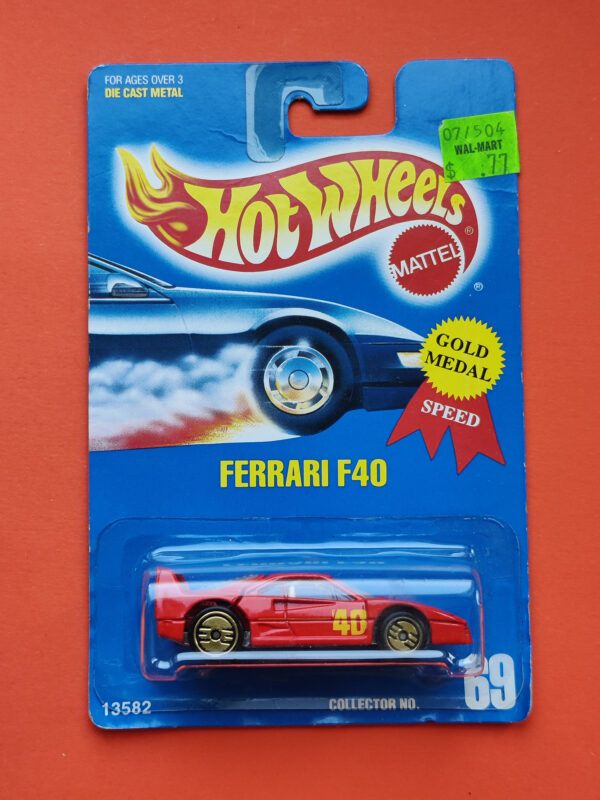 FOR AGES OVER 3
DIE CAST METAL
07/504
WAL-MART
$ .77
Hot Wheels
®
MATTEL
®
GOLD
MEDAL
SPEED
FERRARI F40
40
13582
COLLECTOR NO.
69